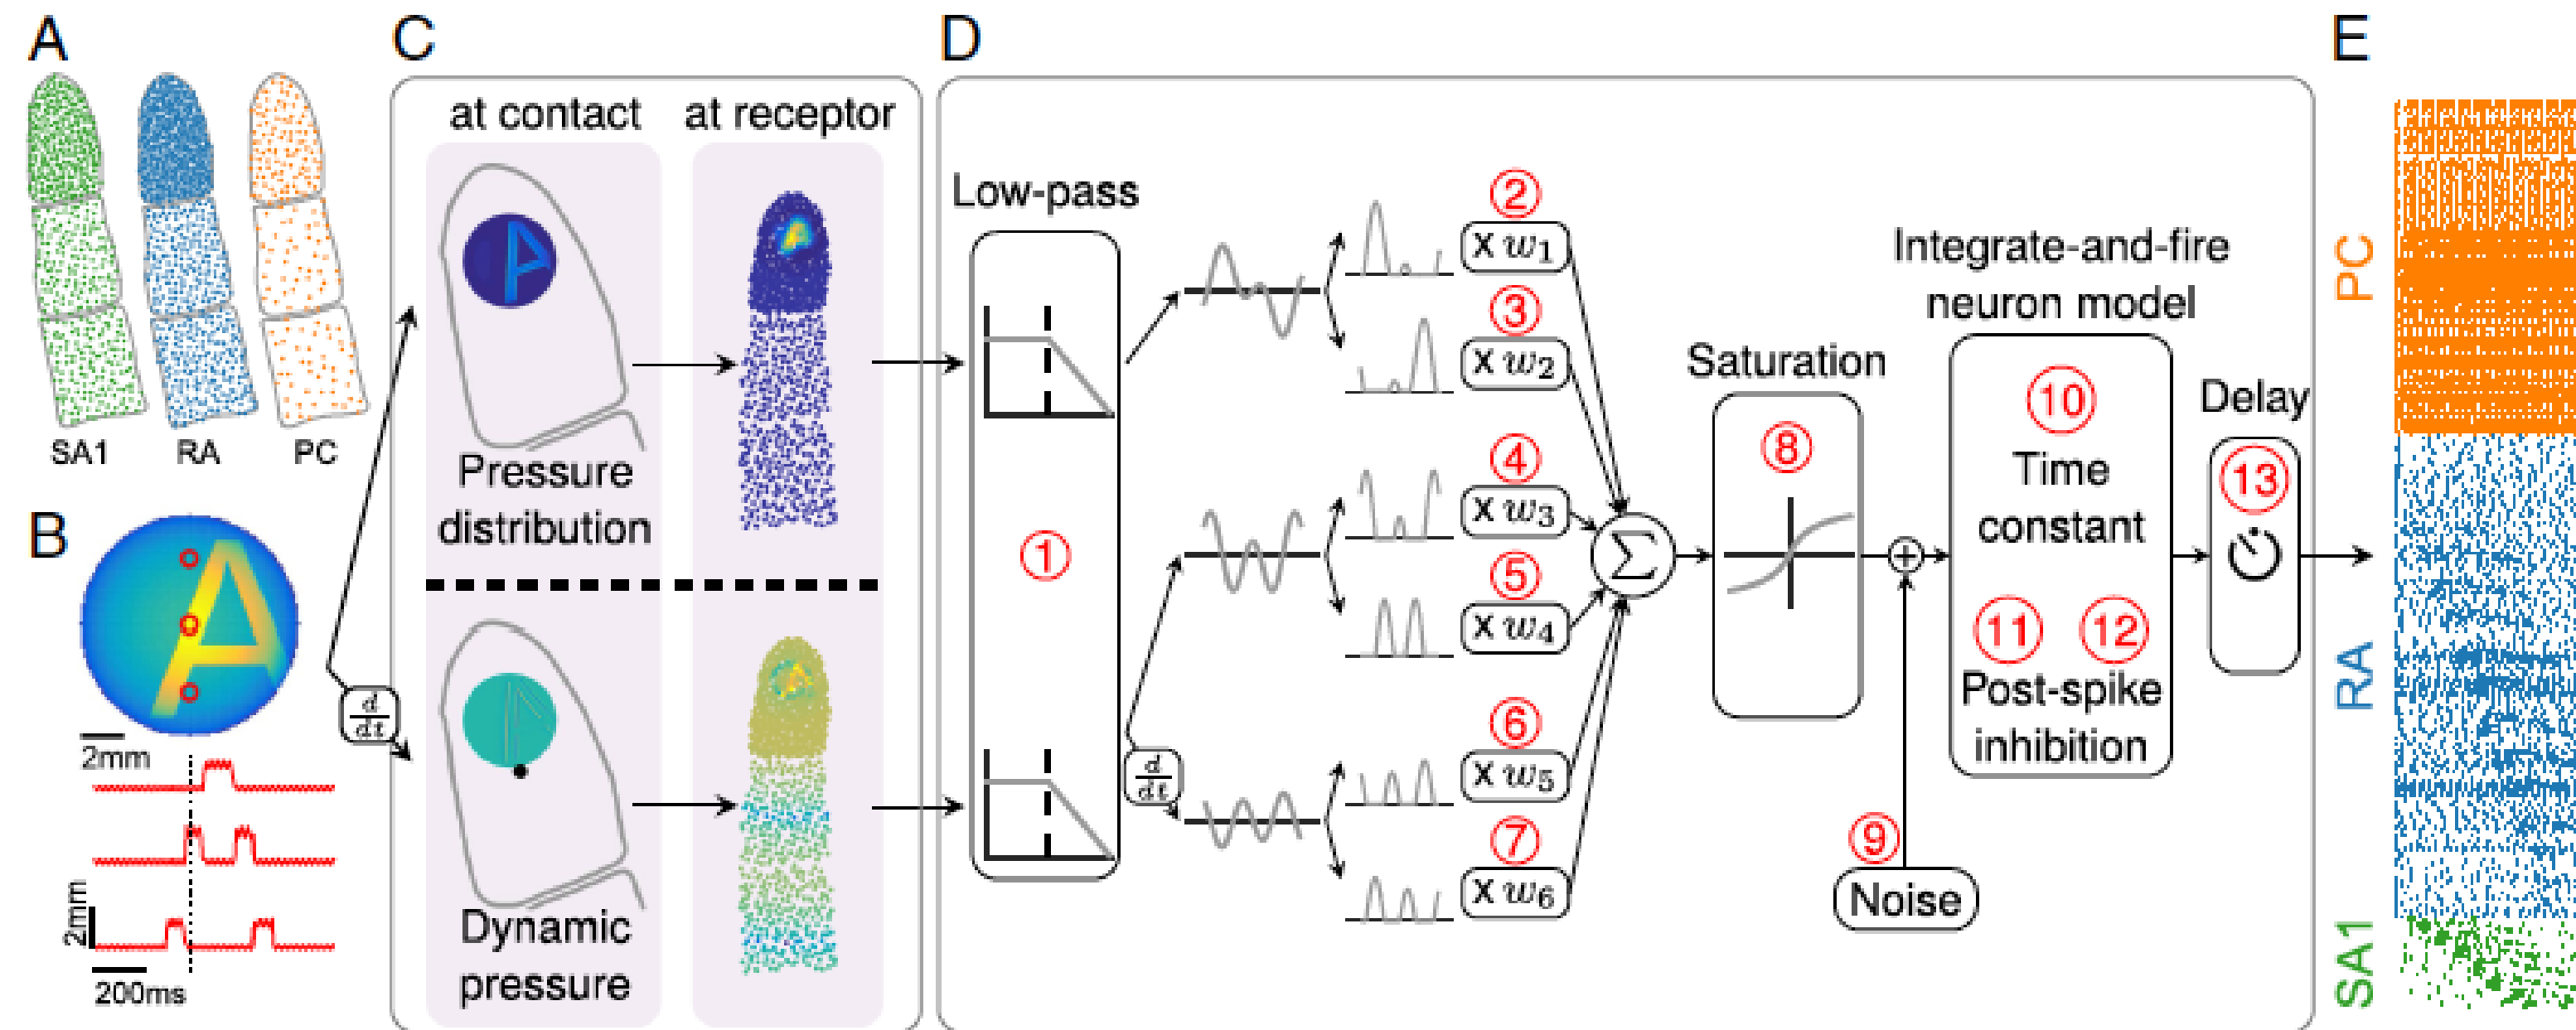 A
SA1
RA
PC
B
A
2mm
2mm
200ms
d
dt
C
at contact
at receptor
A
Pressure
distribution
Dynamic
pressure
D
Low-pass
①
d
dt
②
x w₁
③
x w₂
④
x w₃
⑤
x w₄
⑥
x w₅
⑦
x w₆
Σ
Saturation
⑧
+
⑨
Noise
Integrate-and-fire
neuron model
⑩
Time
constant
⑪ ⑫
Post-spike
inhibition
Delay
⑬
E
PC
RA
SA1